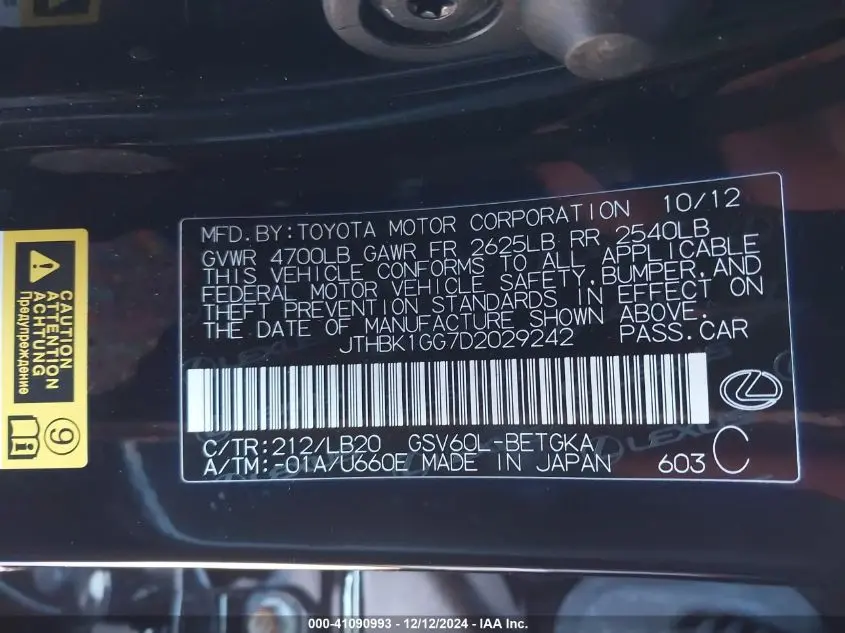 MFD. BY: TOYOTA MOTOR CORPORATION 10/12
GVWR 4700LB GAWR FR 2625LB RR 2540LB
THIS VEHICLE CONFORMS TO ALL APPLICABLE
FEDERAL MOTOR VEHICLE SAFETY, BUMPER, AND
THEFT PREVENTION STANDARDS IN EFFECT ON
THE DATE OF MANUFACTURE SHOWN ABOVE.
JTHBK1GG7D2029242 PASS. CAR
C/TR: 212/LB20 GSV60L-BETGKA
A/TM: -01A/U660E MADE IN JAPAN 603 C
LEXUS
CAUTION
ATTENTION
ACHTUNG
Предупреждение
9
000-41090993 - 12/12/2024 - IAA Inc.